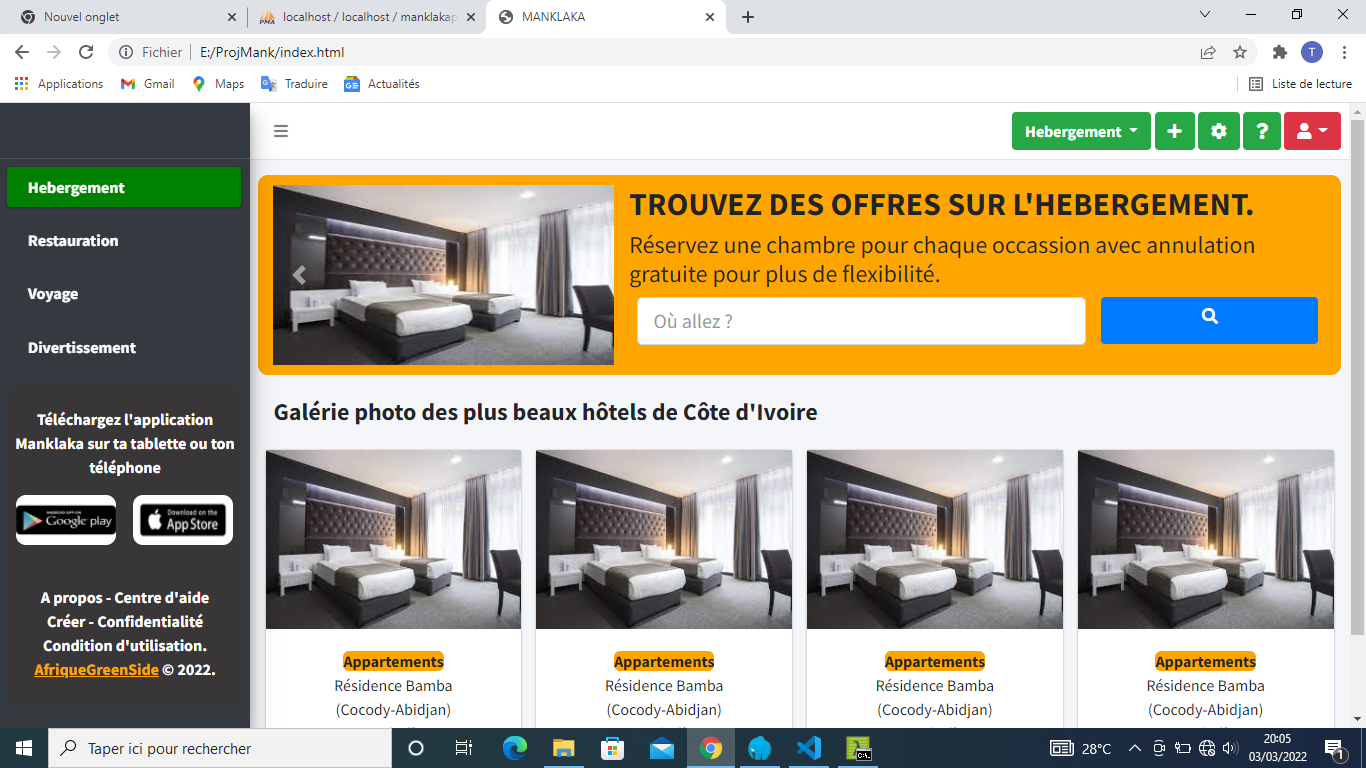 Nouvel onglet
localhost / localhost / manklakap
MANKLAKA
Fichier
E:/ProjMank/index.html
T
Applications
Gmail
Maps
Traduire
Actualités
Liste de lecture
Hebergement
Restauration
Voyage
Divertissement
Téléchargez l'application
Manklaka sur ta tablette ou ton
téléphone
ANDROID APP ON
Google play
Download on the
App Store
A propos - Centre d'aide
Créer - Confidentialité
Condition d'utilisation.
AfriqueGreenSide © 2022.
Hebergement
TROUVEZ DES OFFRES SUR L'HEBERGEMENT.
Réservez une chambre pour chaque occassion avec annulation
gratuite pour plus de flexibilité.
Où allez ?
Galérie photo des plus beaux hôtels de Côte d'Ivoire
Appartements
Résidence Bamba
(Cocody-Abidjan)
Appartements
Résidence Bamba
(Cocody-Abidjan)
Appartements
Résidence Bamba
(Cocody-Abidjan)
Appartements
Résidence Bamba
(Cocody-Abidjan)
Taper ici pour rechercher
28°C
20:05
03/03/2022
1